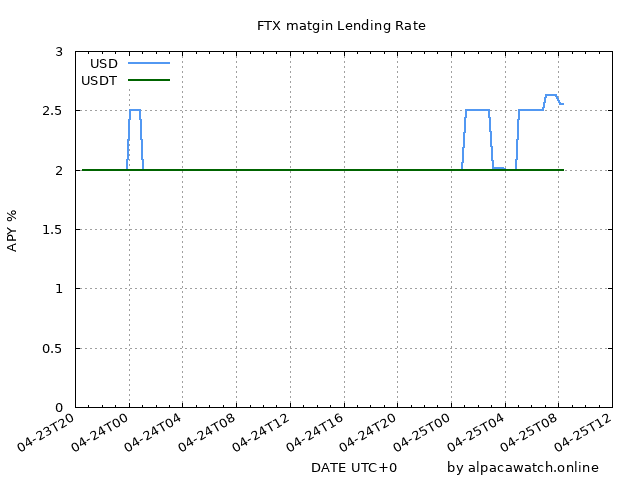 FTX matgin Lending Rate
USD
USDT
3
2.5
2
1.5
1
0.5
0
APY %
04-23T20
04-24T00
04-24T04
04-24T08
04-24T12
04-24T16
04-24T20
04-25T00
04-25T04
04-25T08
04-25T12
DATE UTC+0
by alpacawatch.online